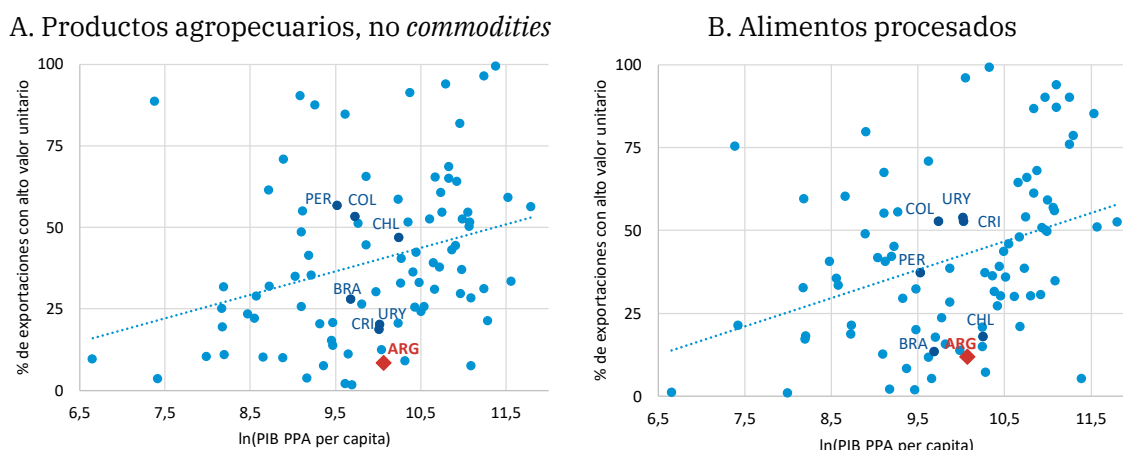 A. Productos agropecuarios, no commodities
% de exportaciones con alto valor unitario
100
75
50
25
0
PER
COL
CHL
BRA
URY
CRI
ARG
6,5
7,5
8,5
9,5
10,5
11,5
ln(PIB PPA per capita)
B. Alimentos procesados
% de exportaciones con alto valor unitario
100
75
50
25
0
URY
COL
CRI
PER
CHL
BRA
ARG
6,5
7,5
8,5
9,5
10,5
11,5
ln(PIB PPA per capita)